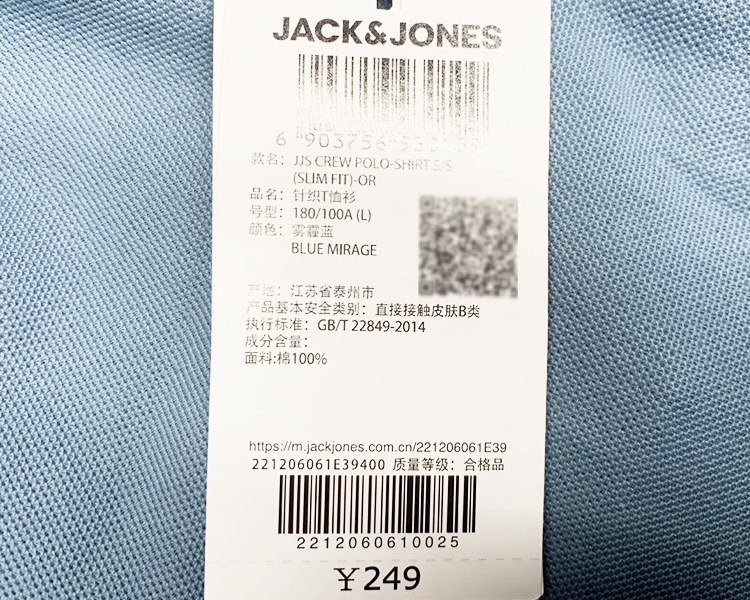 JACK&JONES
6 903756
款名： JJS CREW POLO-SHIRT S/S
(SLIM FIT)-OR
品名： 针织T恤衫
号型： 180/100A (L)
颜色： 雾霾蓝
BLUE MIRAGE
产地： 江苏省泰州市
产品基本安全类别： 直接接触皮肤B类
执行标准： GB/T 22849-2014
成分含量：
面料:棉100%
https://m.jackjones.com.cn/221206061E39
221206061E39400 质量等级： 合格品
2212060610025
￥249